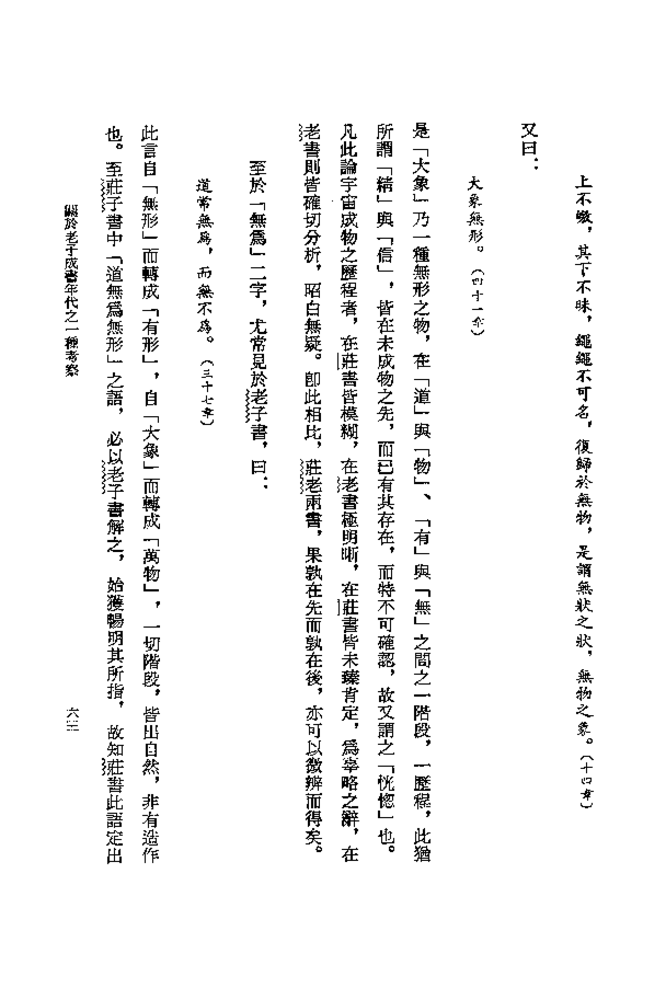 上不皦，其下不昧，繩繩不可名，復歸於無物，是謂無狀之狀，無物之象。（十四章）
又曰：
大象無形。（四十一章）
是「大象」乃一種無形之物，在「道」與「物」、「有」與「無」之間之一階段，一歷程，此猶
所謂「精」與「信」，皆在未成物之先，而已有其存在，而特不可確認，故又謂之「恍惚」也。
凡此論宇宙成物之歷程者，在莊書皆模糊，在老書極明晰，在莊書皆未臻肯定，為辜略之辭，在
老書則皆確切分析，昭白無疑。卽此相比，莊老兩書，果孰在先而孰在後，亦可以微辨而得矣。
至於「無為」二字，尤常見於老子書，曰：
道常無為，而無不為。（三十七章）
此言自「無形」而轉成「有形」，自「大象」而轉成「萬物」，一切階段，皆出自然，非有造作
也。至莊子書中「道無為無形」之語，必以老子書解之，始獲暢明其所指，故知莊書此語定出
關於老子成書年代之一種考察
六三